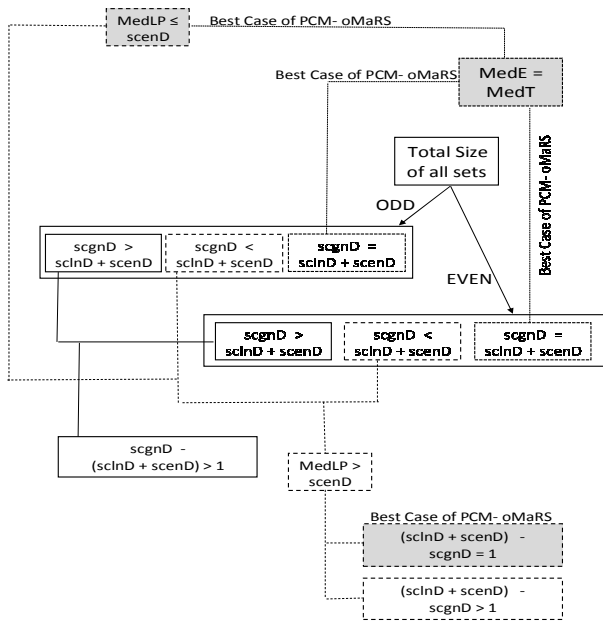 MedLP ≤
scenD
Best Case of PCM- oMaRS
Best Case of PCM- oMaRS
MedE =
MedT
Best Case of PCM- oMaRS
Total Size
of all sets
ODD
scgnD >
sclnD + scenD
scgnD <
sclnD + scenD
scgnD =
sclnD + scenD
EVEN
scgnD >
sclnD + scenD
scgnD <
sclnD + scenD
scgnD =
sclnD + scenD
scgnD -
(sclnD + scenD) > 1
MedLP >
scenD
Best Case of PCM- oMaRS
(sclnD + scenD) -
scgnD = 1
(sclnD + scenD) -
scgnD > 1